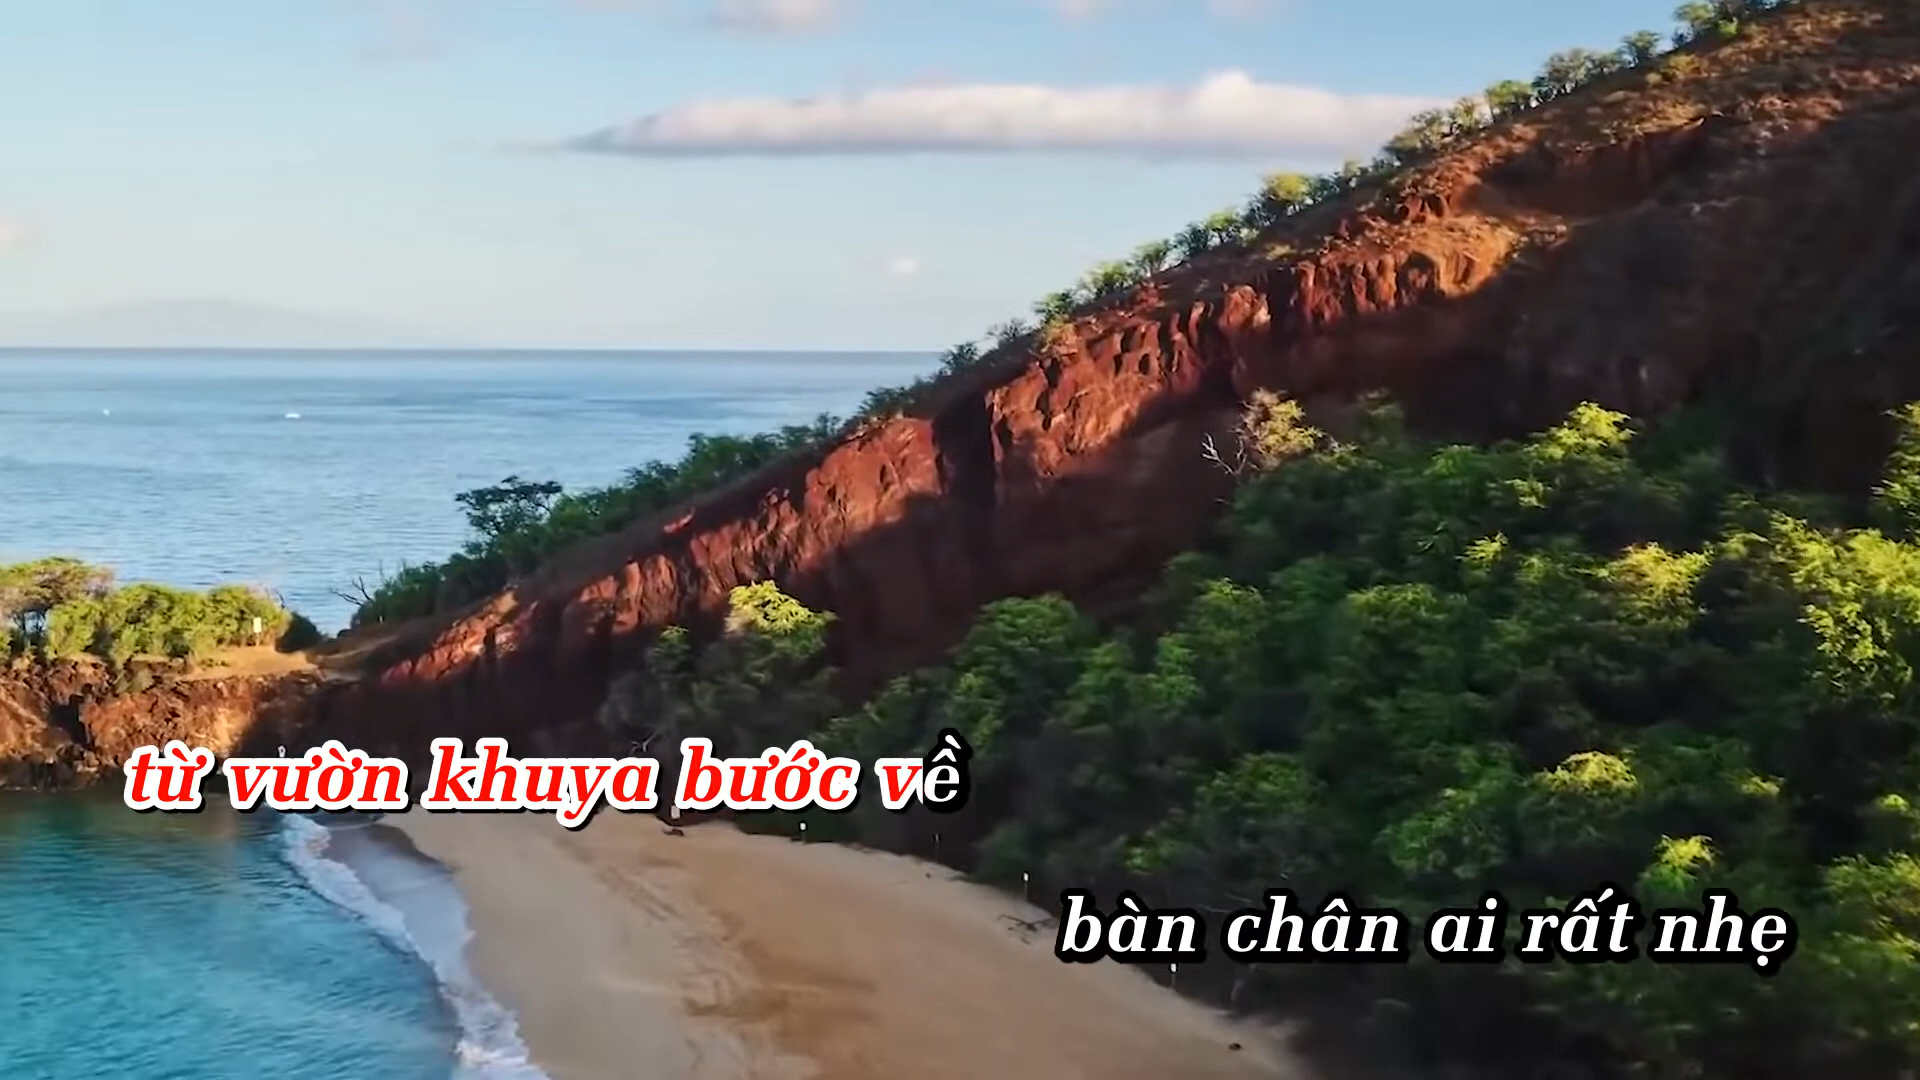 từ vườn khuya bước về
bàn chân ai rất nhẹ